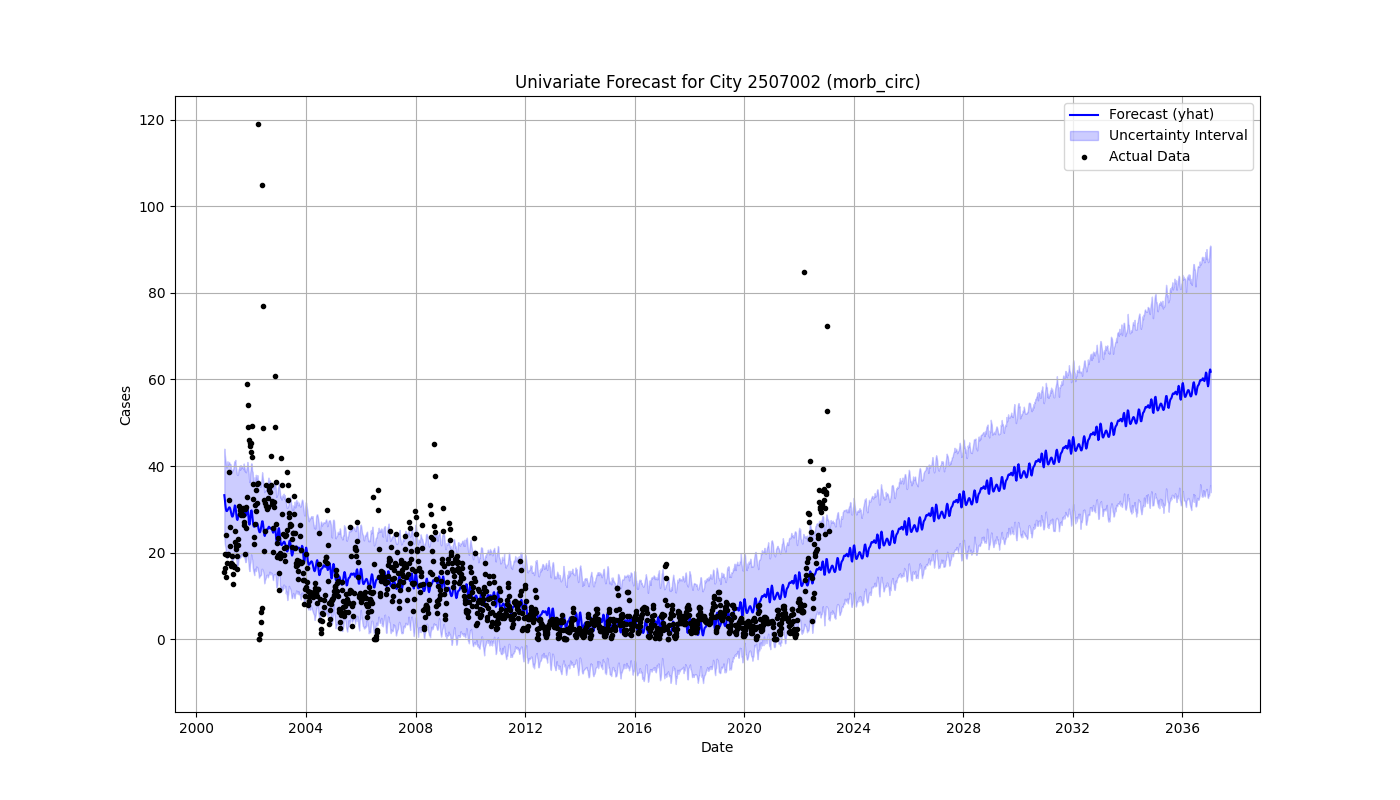 Univariate Forecast for City 2507002 (morb_circ)
Forecast (yhat)
Uncertainty Interval
Actual Data
Cases
120
100
80
60
40
20
0
2000 2004 2008 2012 2016 2020 2024 2028 2032 2036
Date